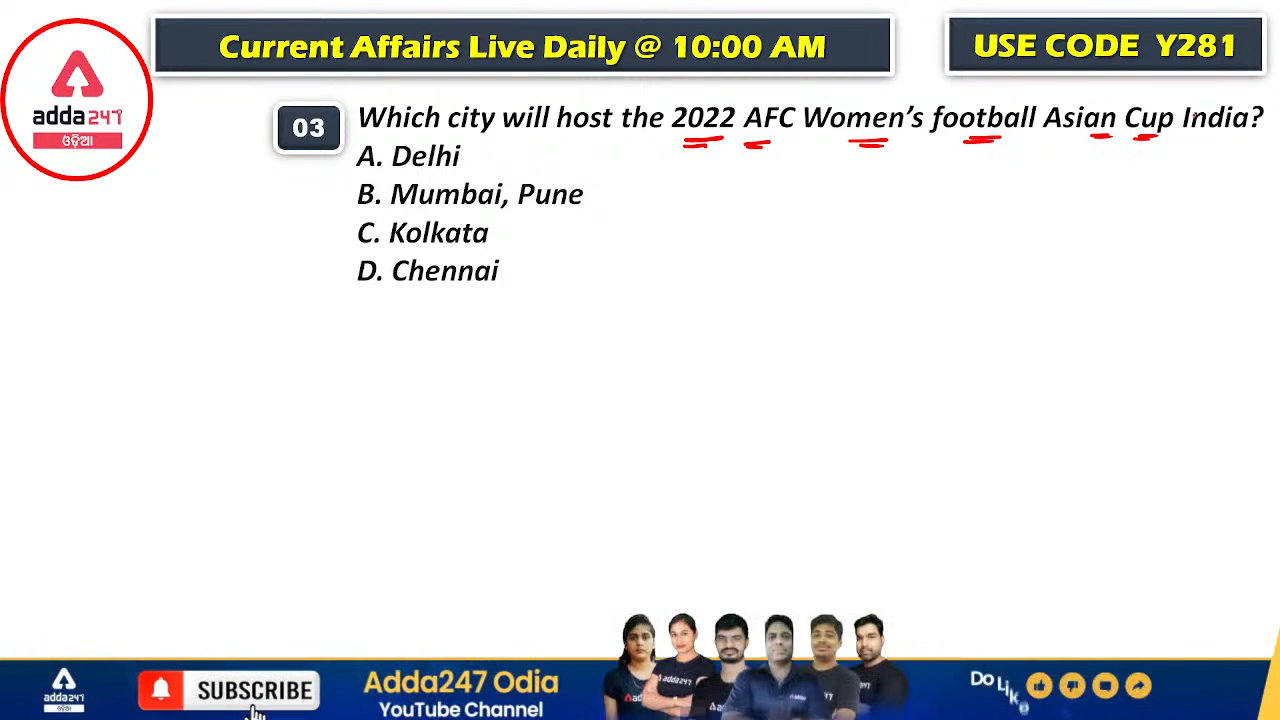 Current Affairs Live Daily @ 10:00 AM
USE CODE Y281
adda247
ଓଡ଼ିଆ
03
Which city will host the 2022 AFC Women's football Asian Cup India?
A. Delhi
B. Mumbai, Pune
C. Kolkata
D. Chennai
adda247
ଓଡ଼ିଆ
SUBSCRIBE
Adda247 Odia
YouTube Channel
Do Like